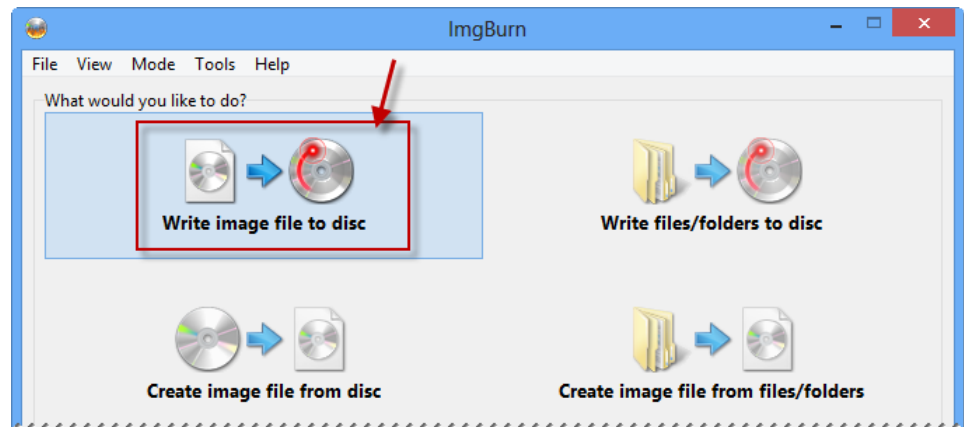 ImgBurn
File View Mode Tools Help
What would you like to do?
Write image file to disc
Write files/folders to disc
Create image file from disc
Create image file from files/folders